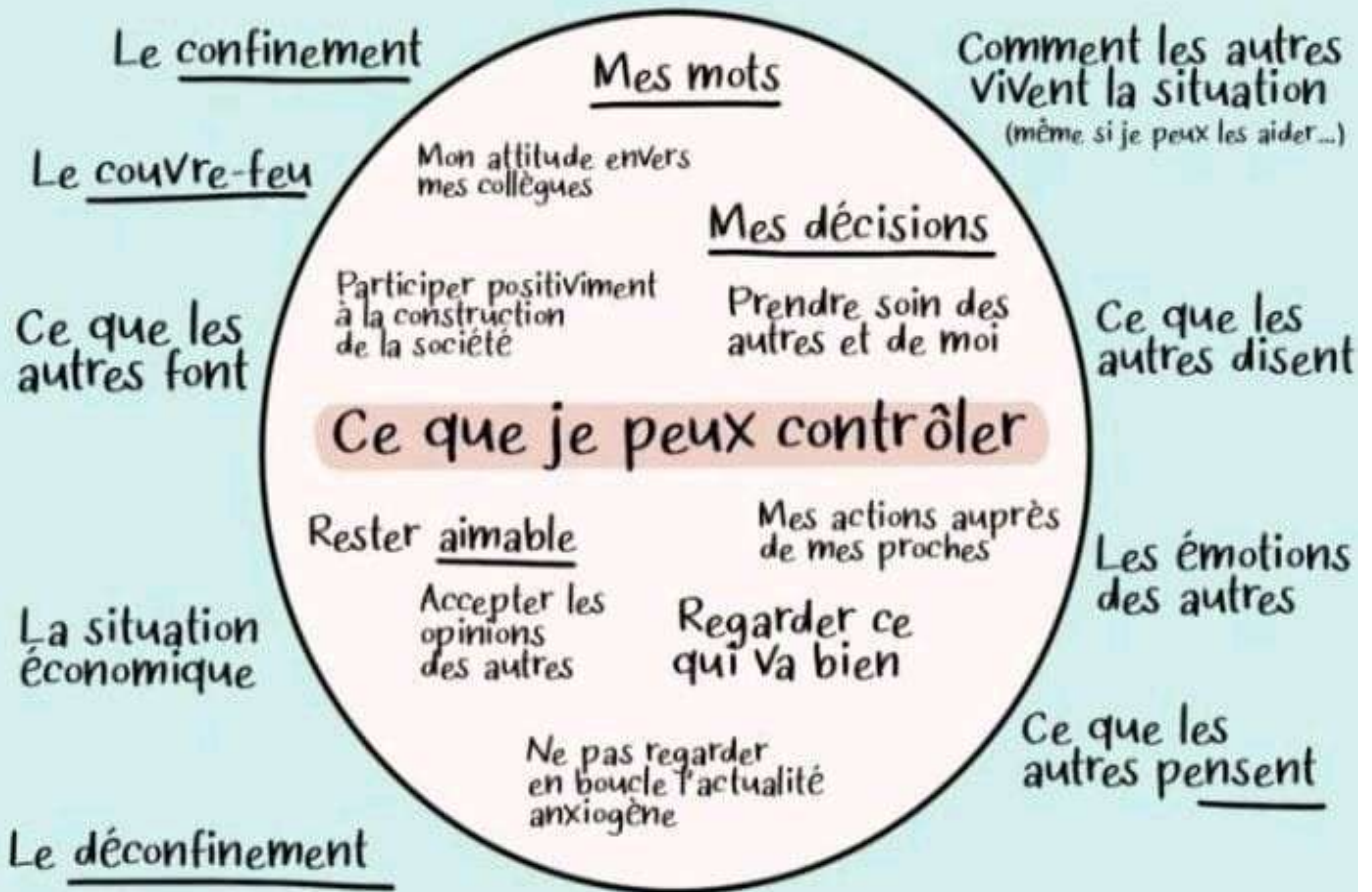 Le confinement
Mes mots
Comment les autres
vivent la situation
(même si je peux les aider...)
Le couvre-feu
Mon attitude envers
mes collègues
Mes décisions
Participer positiviment
à la construction
de la société
Prendre soin des
autres et de moi
Ce que les
autres font
Ce que les
autres disent
Ce que je peux contrôler
Rester aimable
Mes actions auprès
de mes proches
Les émotions
des autres
Accepter les
opinions
des autres
Regarder ce
qui va bien
La situation
économique
Ce que les
autres pensent
Ne pas regarder
en boucle l'actualité
anxiogène
Le déconfinement